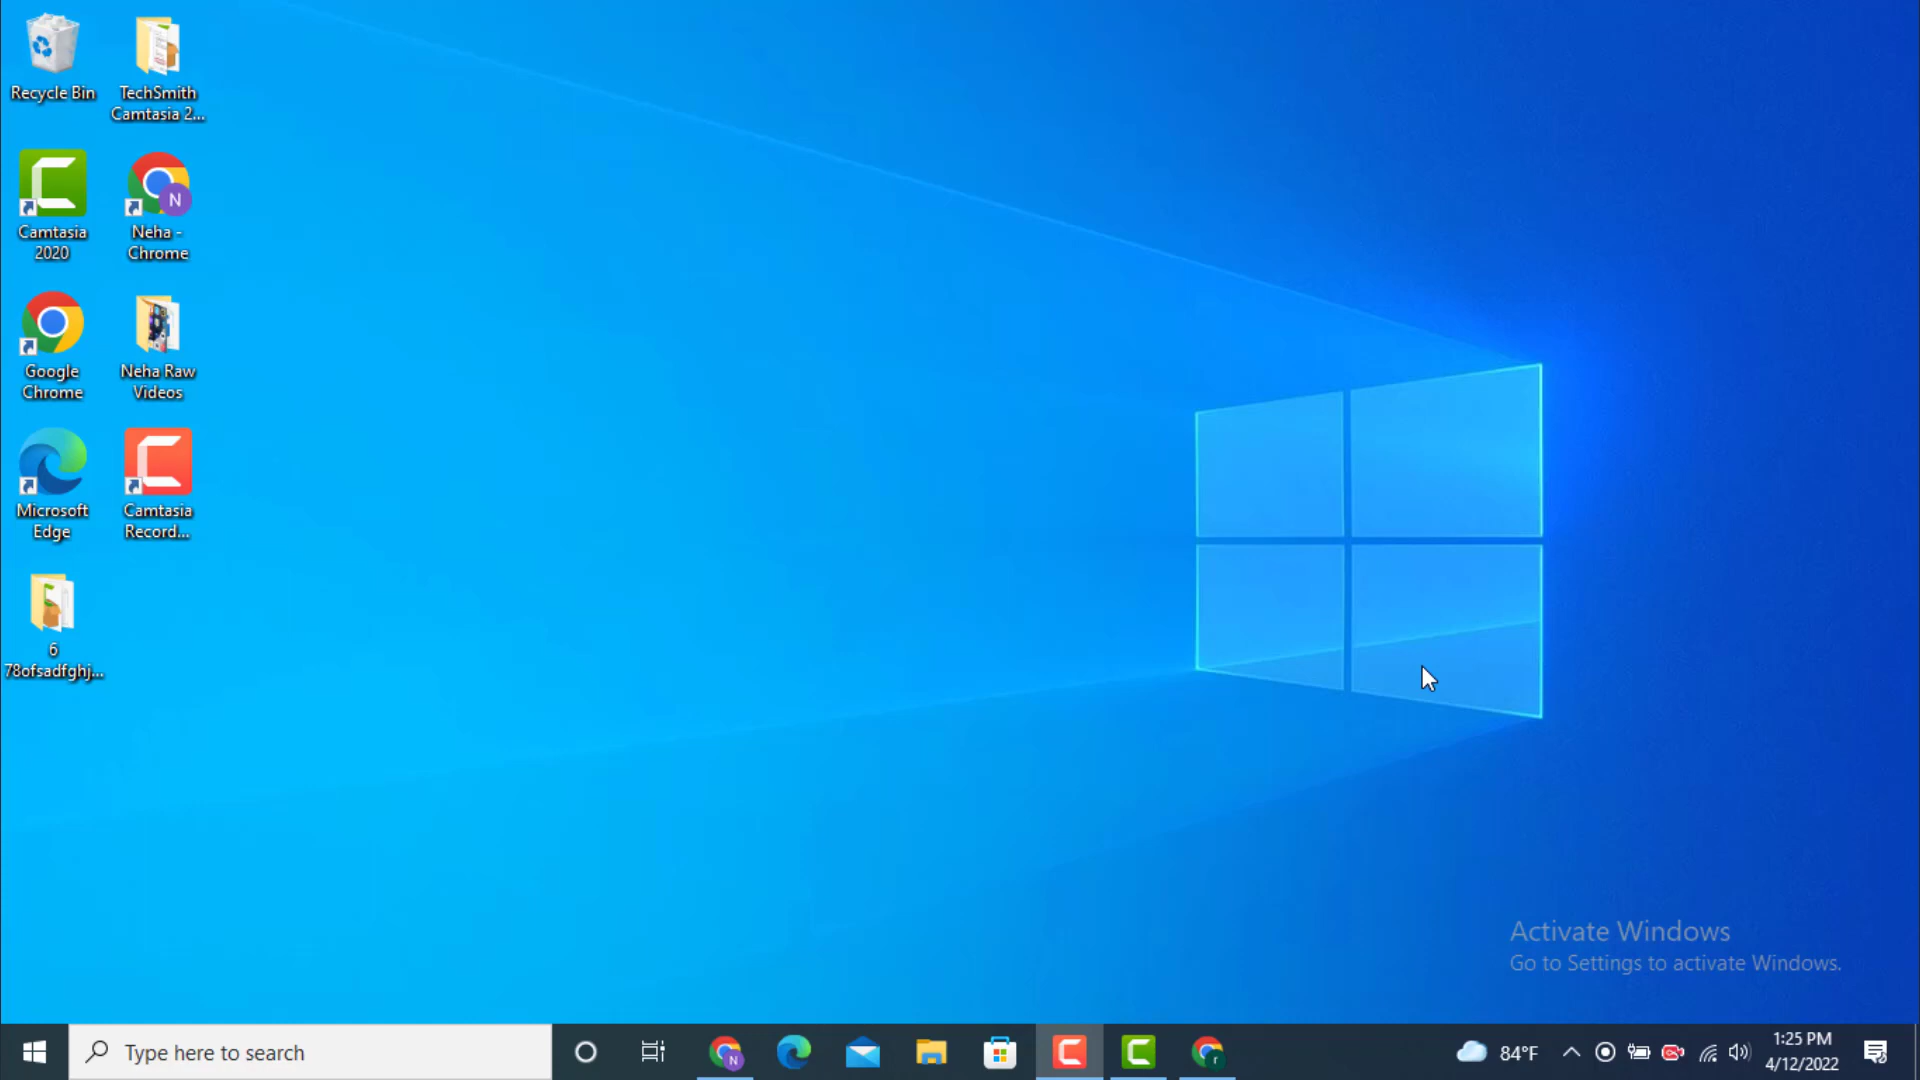 Recycle Bin
TechSmith
Camtasia 2...
Camtasia
2020
Neha -
Chrome
N
Google
Chrome
Neha Raw
Videos
Microsoft
Edge
Camtasia
Record...
6
78ofsadfghj...
Activate Windows
Go to Settings to activate Windows.
Type here to search
N
r
84°F
1:25 PM
4/12/2022